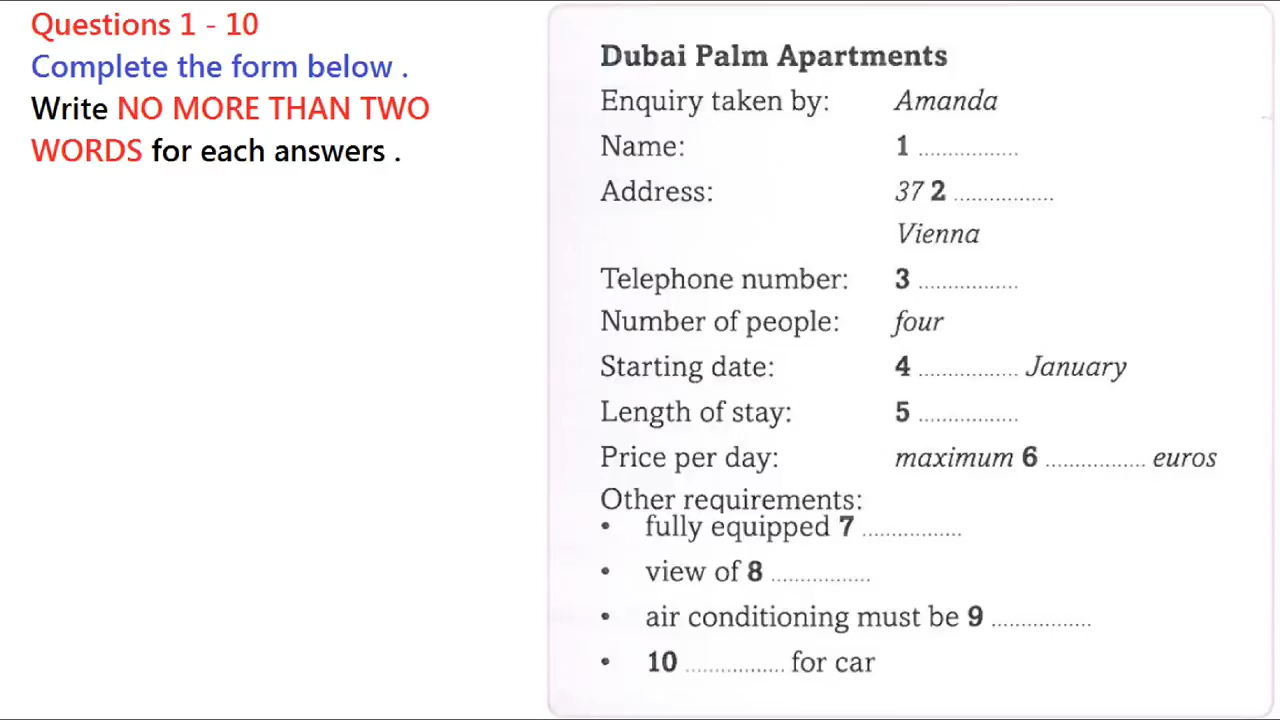 Questions 1 - 10
Complete the form below .
Write NO MORE THAN TWO
WORDS for each answers .
Dubai Palm Apartments
Enquiry taken by: Amanda
Name: 1 ................
Address: 37 2 ................
Vienna
Telephone number: 3 ................
Number of people: four
Starting date: 4 ................ January
Length of stay: 5 ................
Price per day: maximum 6 ................ euros
Other requirements:
• fully equipped 7 ................
• view of 8 ................
• air conditioning must be 9 ................
• 10 ................ for car